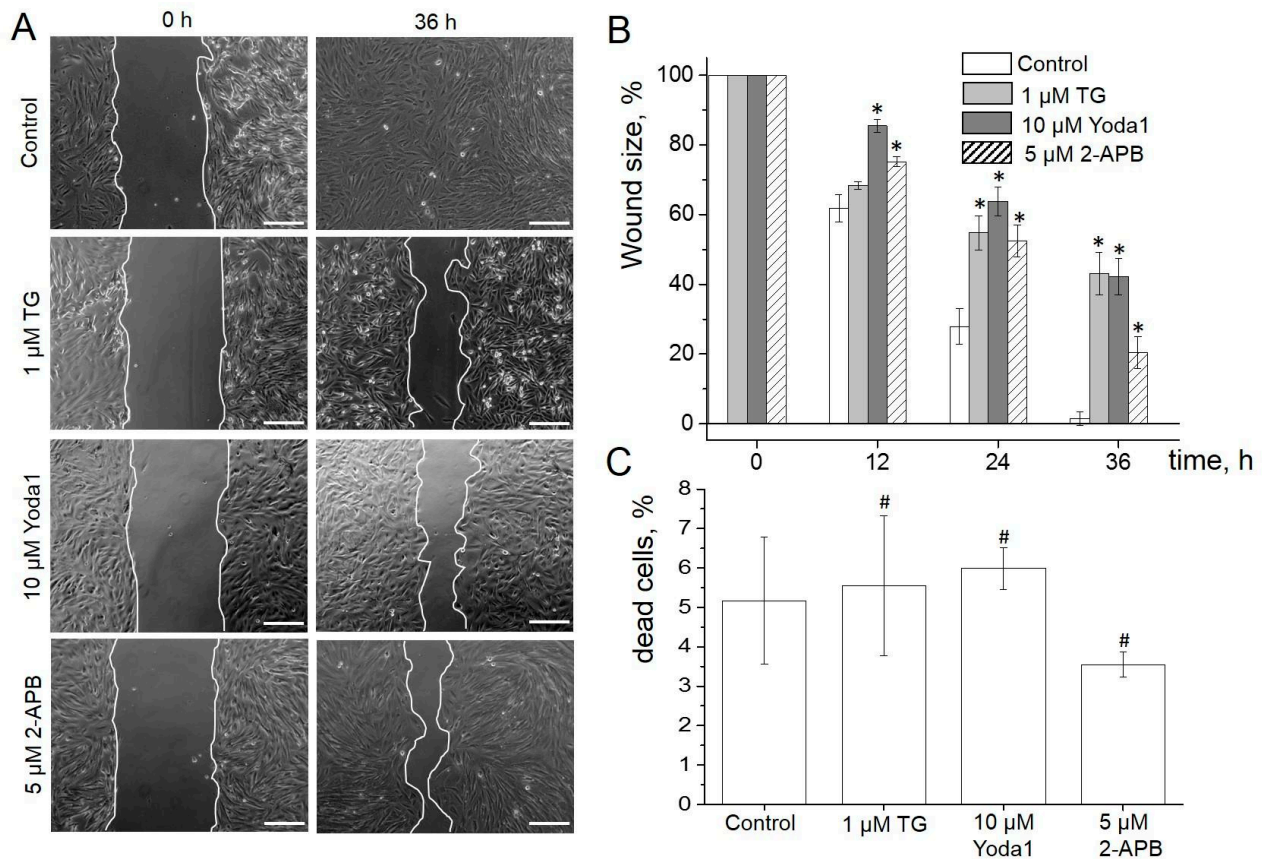 A
0 h
36 h
Control
1 µM TG
10 µM Yoda1
5 µM 2-APB
B
Wound size, %
100
80
60
40
20
0
Control
1 µM TG
10 µM Yoda1
5 µM 2-APB
* *
* * *
* * *
0 12 24 36 time, h
C
dead cells, %
8
7
6
5
4
3
2
1
0
# # #
Control 1 µM TG 10 µM 5 µM
Yoda1 2-APB